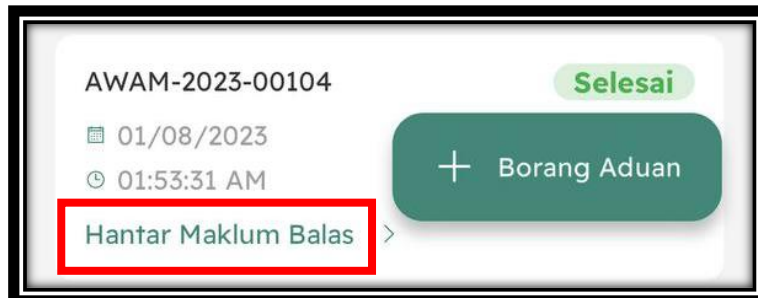 AWAM-2023-00104
Selesai
01/08/2023
01:53:31 AM
+ Borang Aduan
Hantar Maklum Balas >